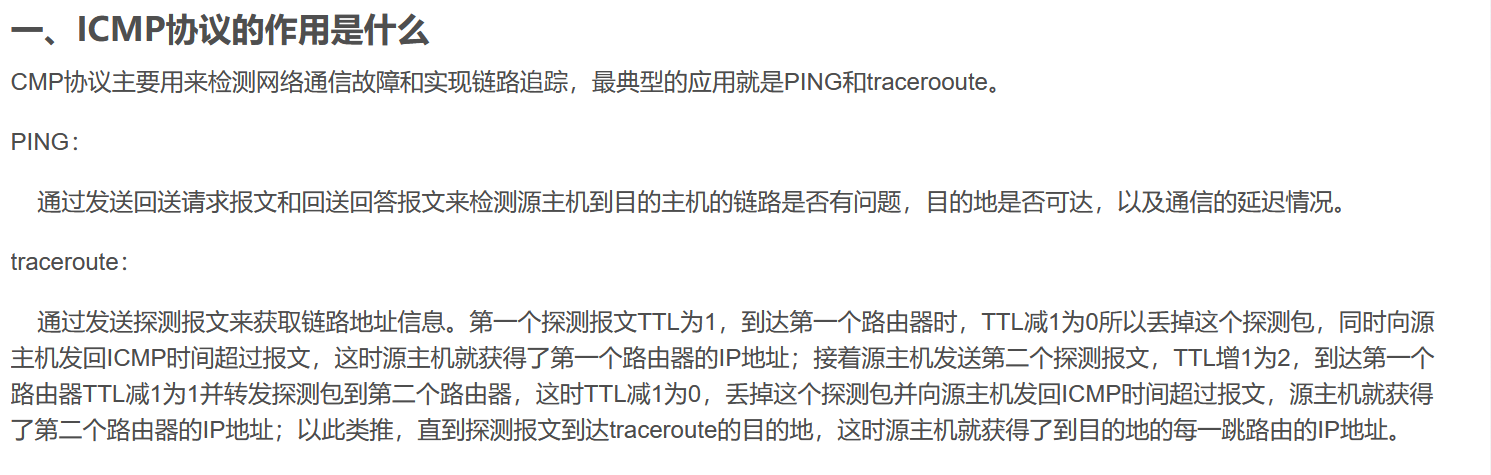 一、ICMP协议的作用是什么
CMP协议主要用来检测网络通信故障和实现链路追踪，最典型的应用就是PING和tracerooute。
PING：
通过发送回送请求报文和回送回答报文来检测源主机到目的主机的链路是否有问题，目的地是否可达，以及通信的延迟情况。
traceroute：
通过发送探测报文来获取链路地址信息。第一个探测报文TTL为1，到达第一个路由器时，TTL减1为0所以丢掉这个探测包，同时向源
主机发回ICMP时间超过报文，这时源主机就获得了第一个路由器的IP地址；接着源主机发送第二个探测报文，TTL增1为2，到达第一个
路由器TTL减1为1并转发探测包到第二个路由器，这时TTL减1为0，丢掉这个探测包并向源主机发回ICMP时间超过报文，源主机就获得
了第二个路由器的IP地址；以此类推，直到探测报文到达traceroute的目的地，这时源主机就获得了到目的地的每一跳路由的IP地址。